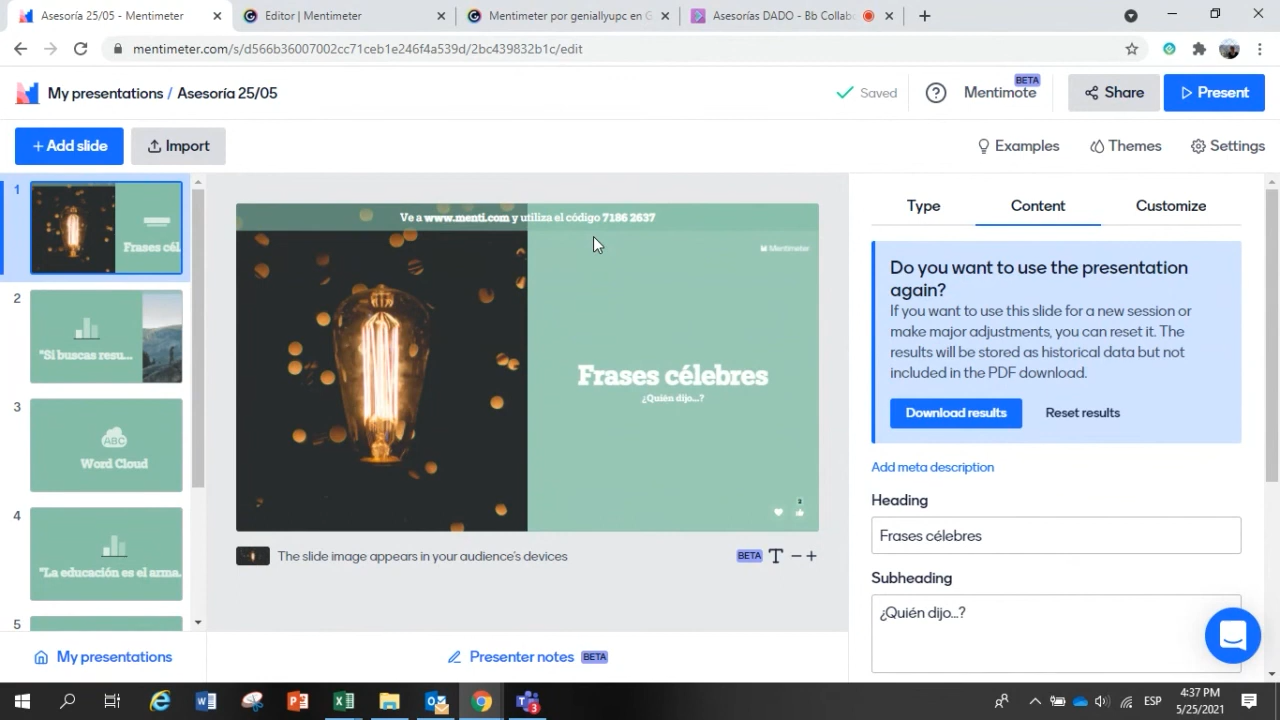 Asesoría 25/05 - Mentimeter
Editor | Mentimeter
Mentimeter por geniallyupc en G
Asesorías DADO - Bb Collab
mentimeter.com/s/d566b36007002cc71ceb1e246f4a539d/2bc439832b1c/edit
My presentations / Asesoría 25/05
Saved
Mentimote
BETA
Share
Present
+ Add slide
Import
Examples
Themes
Settings
1
Frases cél
2
"Si buscas resu...
3
ABC
Word Cloud
4
"La educación es el arma.
5
Ve a www.menti.com y utiliza el código 7186 2637
Mentimeter
Frases célebres
¿Quién dijo...?
The slide image appears in your audience's devices
BETA
My presentations
Presenter notes BETA
Type
Content
Customize
Do you want to use the presentation
again?
If you want to use this slide for a new session or
make major adjustments, you can reset it. The
results will be stored as historical data but not
included in the PDF download.
Download results
Reset results
Add meta description
Heading
Frases célebres
Subheading
¿Quién dijo...?
ESP
4:37 PM
5/25/2021